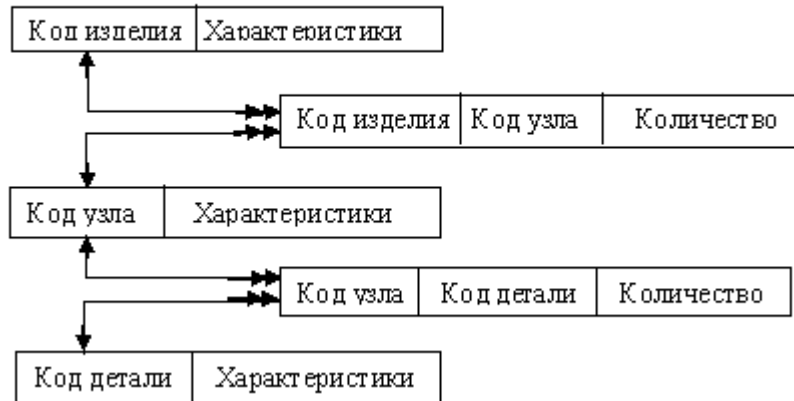 Код изделия Характеристики
Код изделия Код узла Количество
Код узла Характеристики
Код узла Код детали Количество
Код детали Характеристики